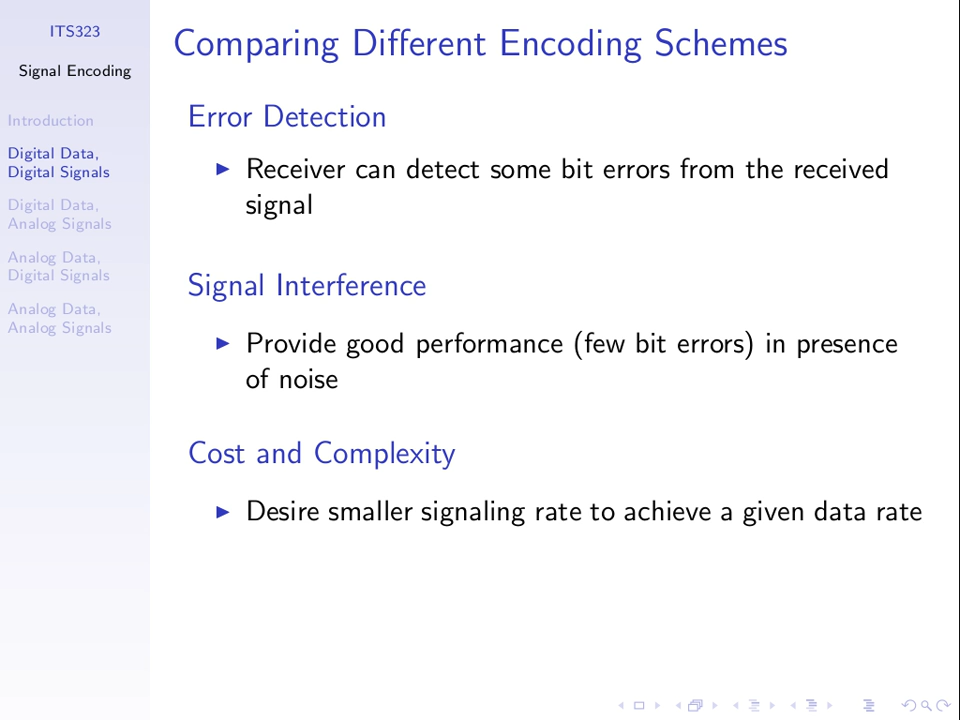 ITS323
Signal Encoding
Introduction
Digital Data,
Digital Signals
Digital Data,
Analog Signals
Analog Data,
Digital Signals
Analog Data,
Analog Signals
Comparing Different Encoding Schemes
Error Detection
Receiver can detect some bit errors from the received
signal
Signal Interference
Provide good performance (few bit errors) in presence
of noise
Cost and Complexity
Desire smaller signaling rate to achieve a given data rate